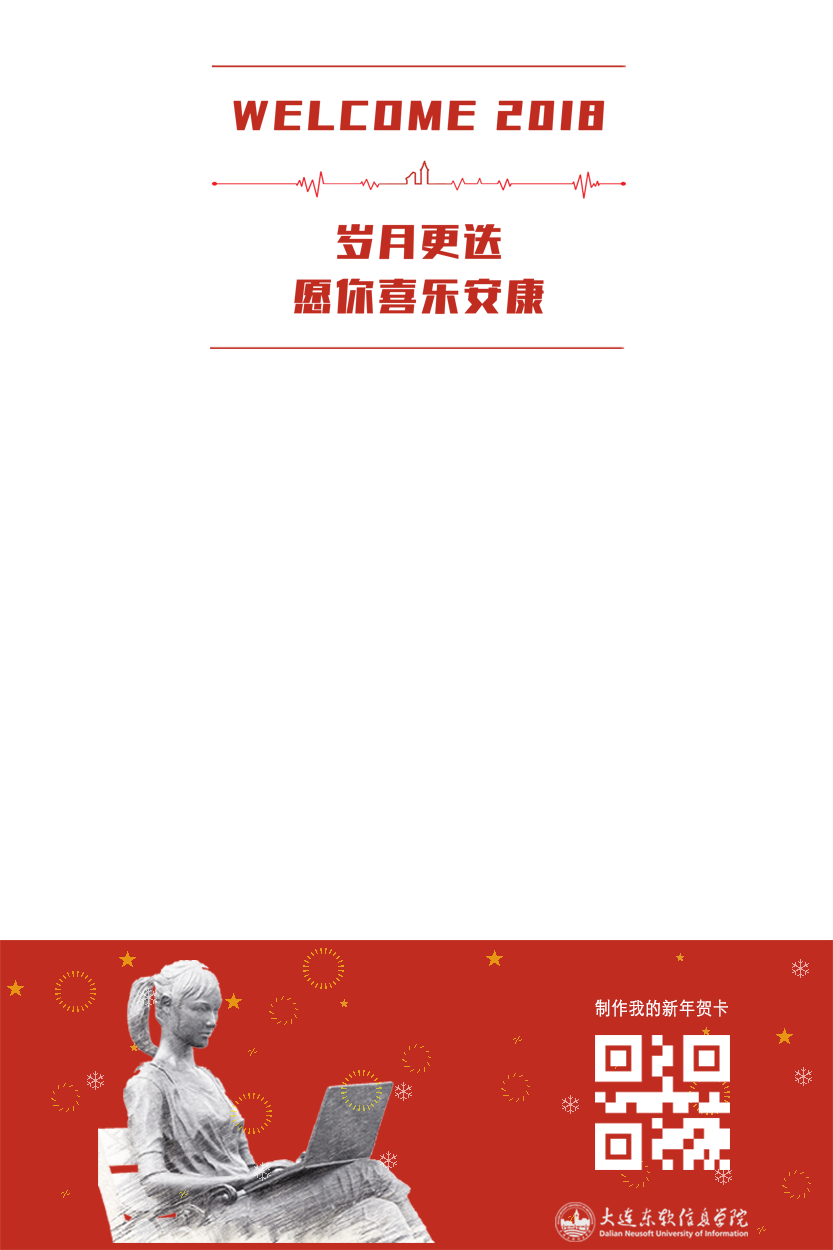 WELCOME 2018
岁月更迭
愿你喜乐安康
制作我的新年贺卡
大连东软信息学院
Dalian Neusoft University of Information